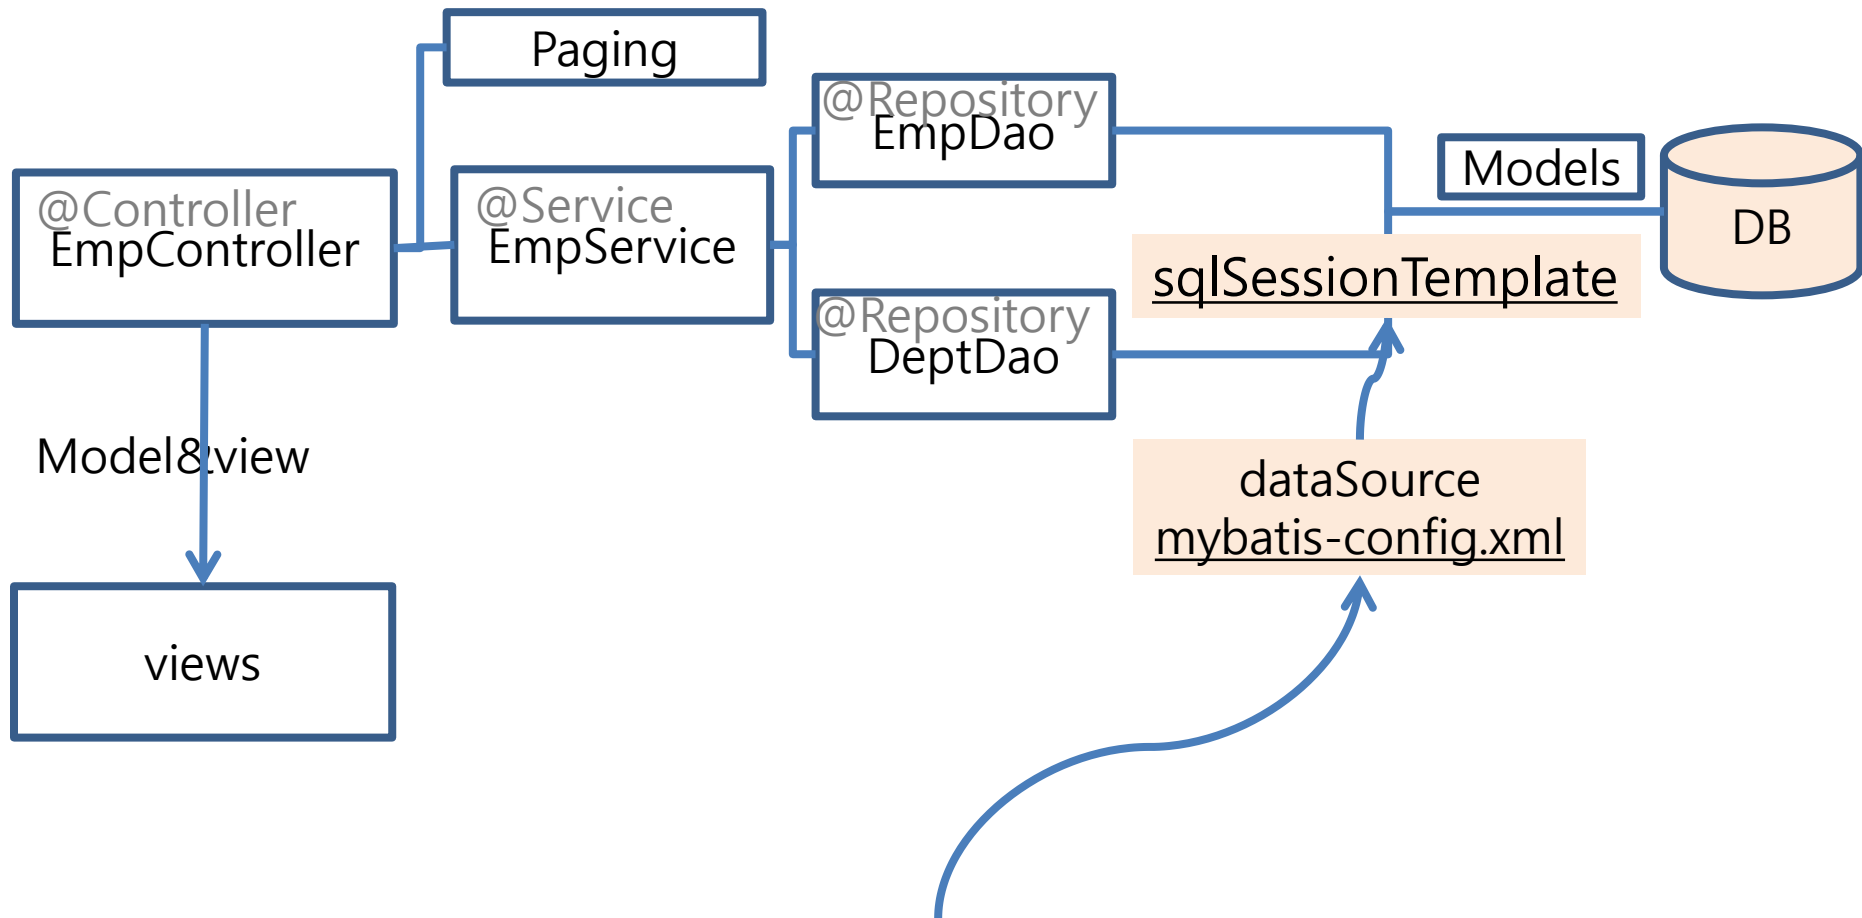 Paging
@Controller
EmpController
@Service
EmpService
@Repository
EmpDao
@Repository
DeptDao
Models
DB
sqlSessionTemplate
Model&view
dataSource
mybatis-config.xml
views